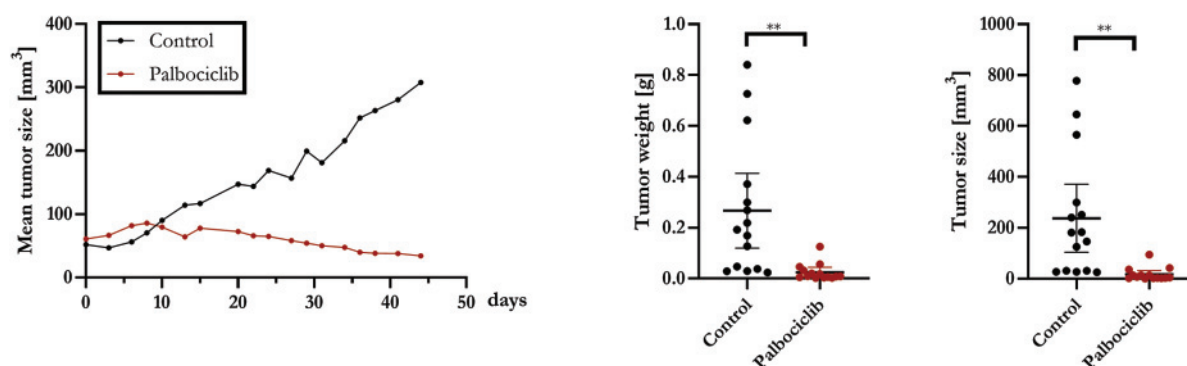 Mean tumor size [mm³]
400
300
200
100
0
Control
Palbociclib
0
10
20
30
40
50
days
Tumor weight [g]
1.0
0.8
0.6
0.4
0.2
0.0
**
Control
Palbociclib
Tumor size [mm³]
1000
800
600
400
200
0
**
Control
Palbociclib